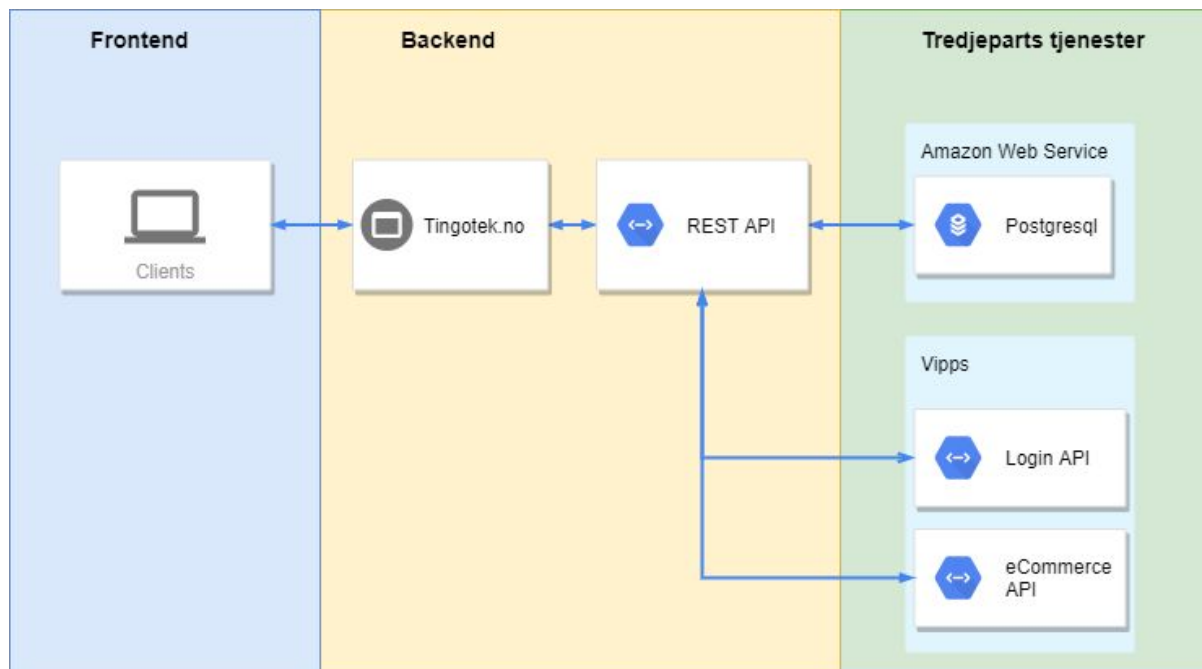 Frontend
Backend
Tredjeparts tjenester
Amazon Web Service
Clients
Tingotek.no
REST API
Postgresql
Vipps
Login API
eCommerce
API